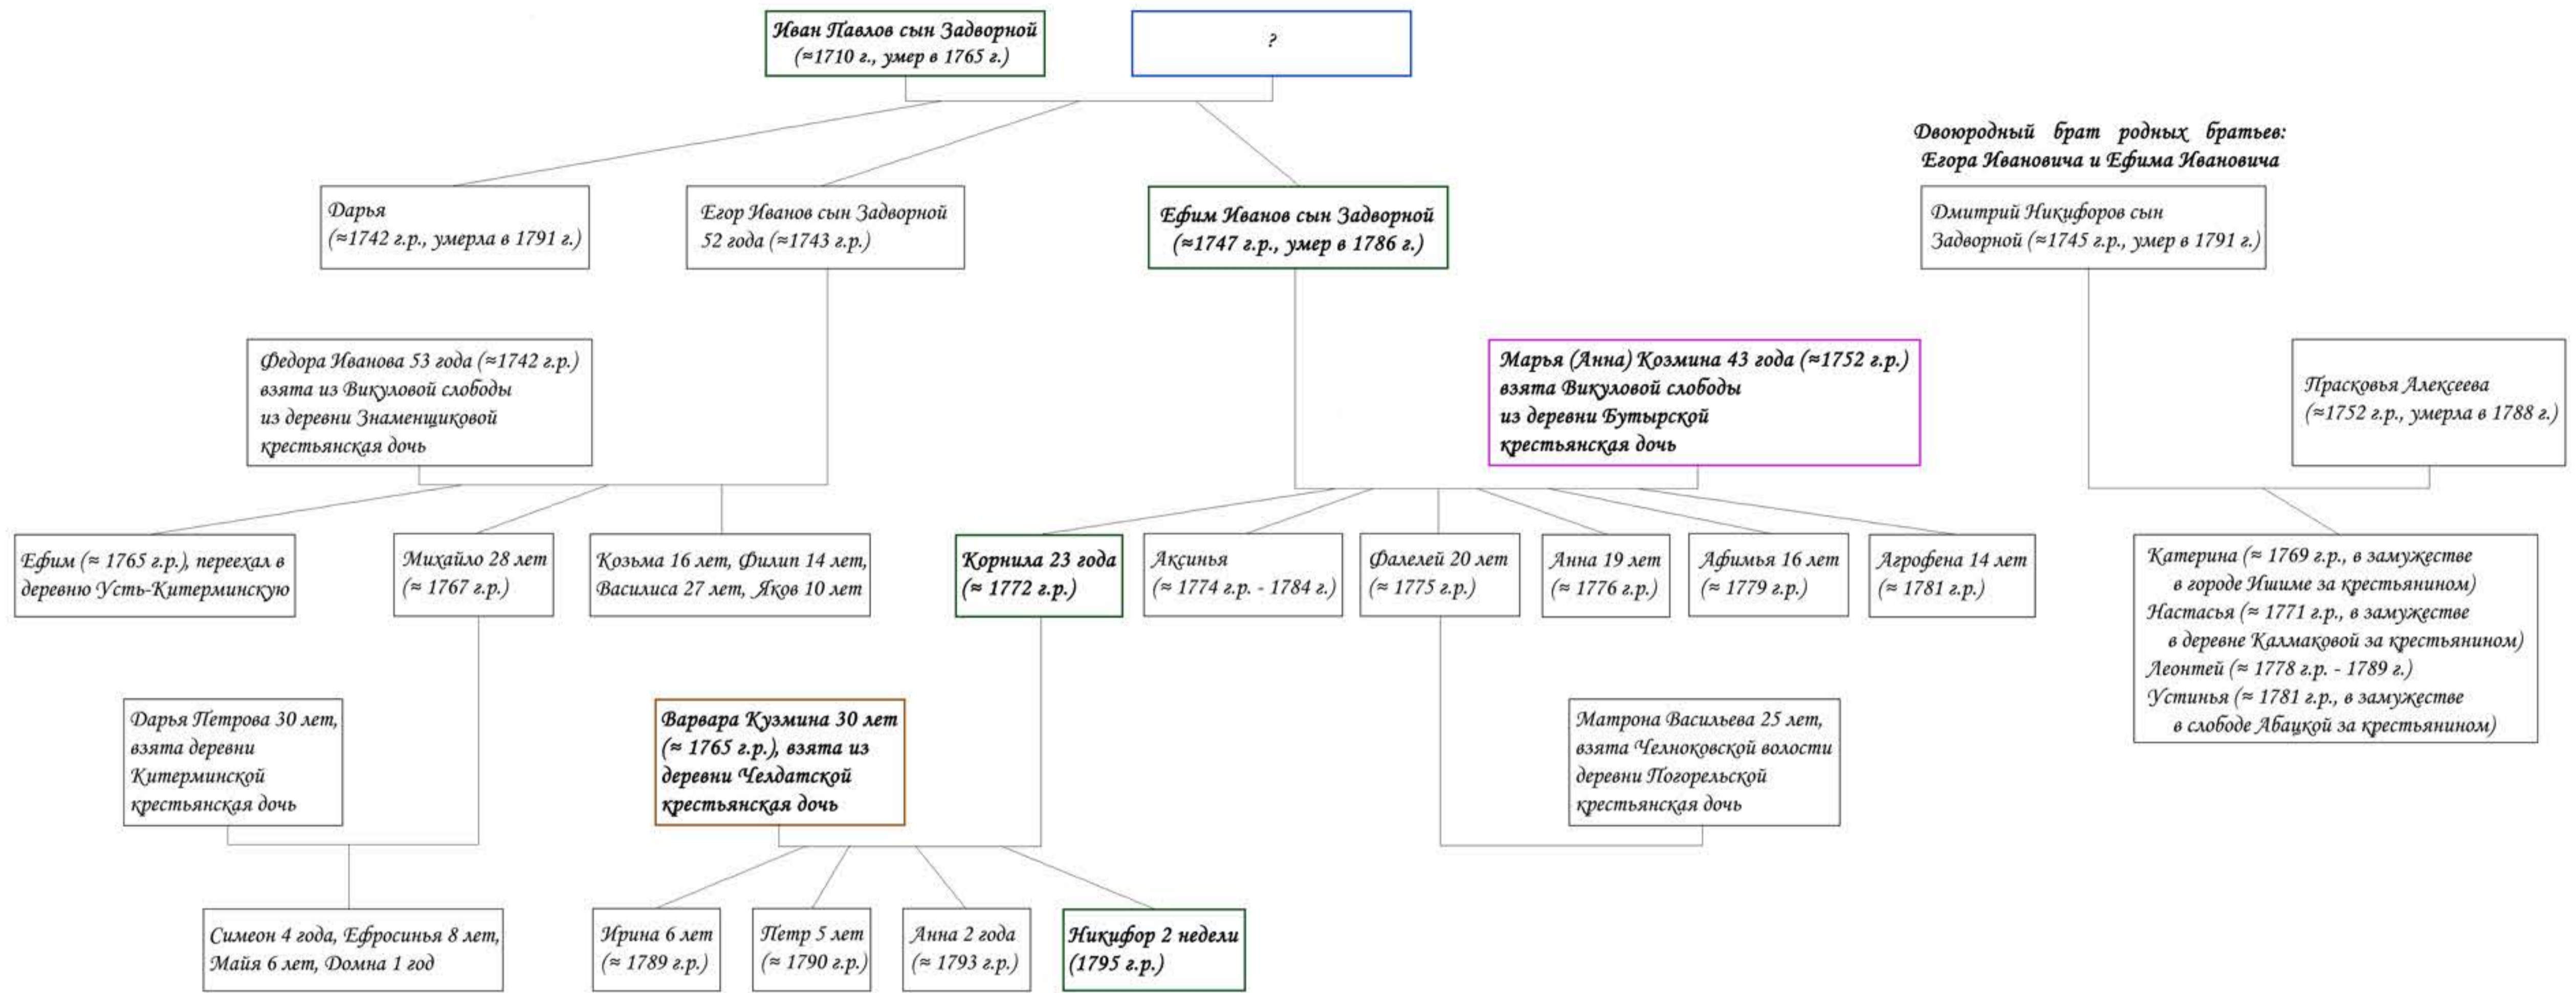 Иван Павлов сын Задворной
(≈1710 г., умер в 1765 г.)
?
Двоюродный брат родных братьев:
Егора Ивановича и Ефима Ивановича
Дарья
(≈1742 г.р., умерла в 1791 г.)
Егор Иванов сын Задворной
52 года (≈1743 г.р.)
Ефим Иванов сын Задворной
(≈1747 г.р., умер в 1786 г.)
Дмитрий Никифоров сын
Задворной (≈1745 г.р., умер в 1791 г.)
Федора Иванова 53 года (≈1742 г.р.)
взята из Викуловой слободы
из деревни Знаменщиковой
крестьянская дочь
Марья (Анна) Козмина 43 года (≈1752 г.р.)
взята Викуловой слободы
из деревни Бутырской
крестьянская дочь
Прасковья Алексеева
(≈1752 г.р., умерла в 1788 г.)
Ефим (≈ 1765 г.р.), переехал в
деревню Усть-Китерминскую
Михайло 28 лет
(≈ 1767 г.р.)
Козьма 16 лет, Филип 14 лет,
Василиса 27 лет, Яков 10 лет
Корнила 23 года
(≈ 1772 г.р.)
Аксинья
(≈ 1774 г.р. - 1784 г.)
Фалелей 20 лет
(≈ 1775 г.р.)
Анна 19 лет
(≈ 1776 г.р.)
Афимья 16 лет
(≈ 1779 г.р.)
Агрофена 14 лет
(≈ 1781 г.р.)
Катерина (≈ 1769 г.р., в замужестве
в городе Ишиме за крестьянином)
Настасья (≈ 1771 г.р., в замужестве
в деревне Калмаковой за крестьянином)
Леонтей (≈ 1778 г.р. - 1789 г.)
Устинья (≈ 1781 г.р., в замужестве
в слободе Абацкой за крестьянином)
Дарья Петрова 30 лет,
взята деревни
Китерминской
крестьянская дочь
Варвара Кузмина 30 лет
(≈ 1765 г.р.), взята из
деревни Челдатской
крестьянская дочь
Матрона Васильева 25 лет,
взята Челноковской волости
деревни Погорельской
крестьянская дочь
Симеон 4 года, Ефросинья 8 лет,
Майя 6 лет, Домна 1 год
Ирина 6 лет
(≈ 1789 г.р.)
Петр 5 лет
(≈ 1790 г.р.)
Анна 2 года
(≈ 1793 г.р.)
Никифор 2 недели
(1795 г.р.)